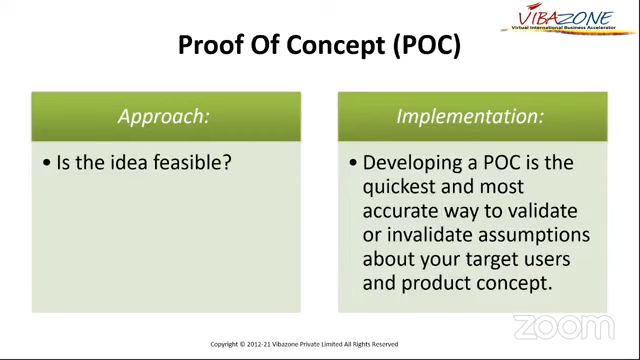 VIBAZONE
Virtual International Business Accelerator
Proof Of Concept (POC)
Approach:
• Is the idea feasible?
Implementation:
• Developing a POC is the
quickest and most
accurate way to validate
or invalidate assumptions
about your target users
and product concept.
zoom
Copyright © 2012-21 Vibazone Private Limited All Rights Reserved